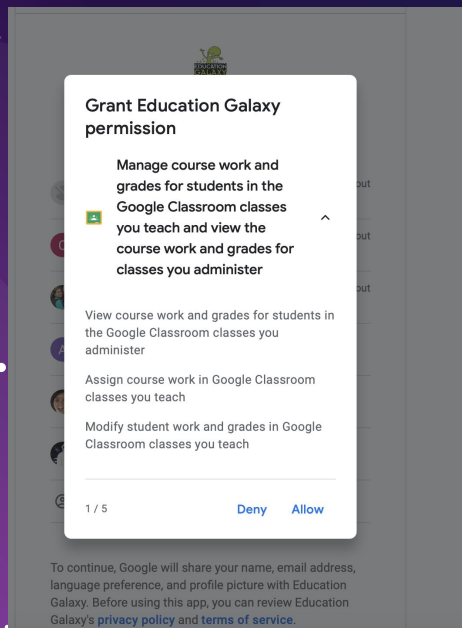 EDUCATION
GALAXY
Grant Education Galaxy
permission
Manage course work and
grades for students in the
Google Classroom classes
you teach and view the
course work and grades for
classes you administer
out
out
out
View course work and grades for students in
the Google Classroom classes you
administer
Assign course work in Google Classroom
classes you teach
Modify student work and grades in Google
Classroom classes you teach
1 / 5
Deny
Allow
To continue, Google will share your name, email address,
language preference, and profile picture with Education
Galaxy. Before using this app, you can review Education
Galaxy's privacy policy and terms of service.